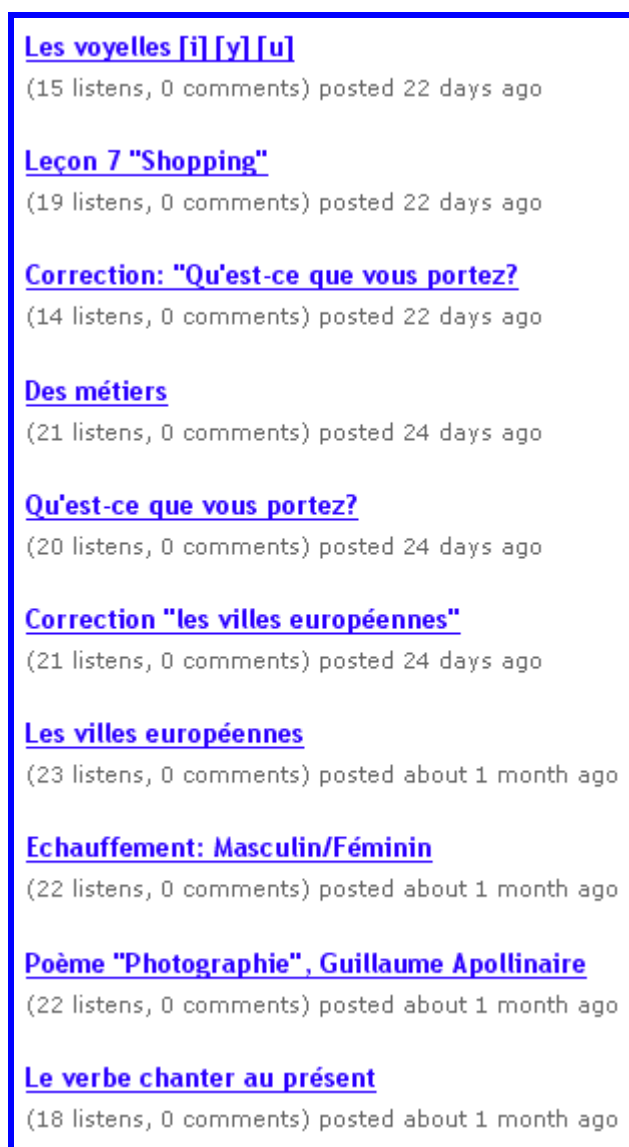 Les voyelles [i] [y] [u]
(15 listens, 0 comments) posted 22 days ago
Leçon 7 "Shopping"
(19 listens, 0 comments) posted 22 days ago
Correction: "Qu'est-ce que vous portez?
(14 listens, 0 comments) posted 22 days ago
Des métiers
(21 listens, 0 comments) posted 24 days ago
Qu'est-ce que vous portez?
(20 listens, 0 comments) posted 24 days ago
Correction "les villes européennes"
(21 listens, 0 comments) posted 24 days ago
Les villes européennes
(23 listens, 0 comments) posted about 1 month ago
Echauffement: Masculin/Féminin
(22 listens, 0 comments) posted about 1 month ago
Poème "Photographie", Guillaume Apollinaire
(22 listens, 0 comments) posted about 1 month ago
Le verbe chanter au présent
(18 listens, 0 comments) posted about 1 month ago